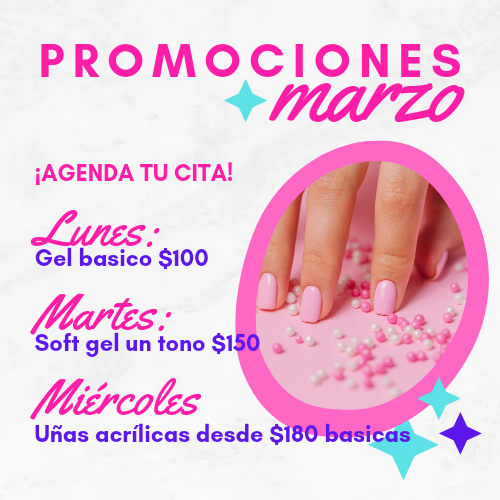 PROMOCIONES
marzo
¡AGENDA TU CITA!
Lunes:
Gel basico $100
Martes:
Soft gel un tono $150
Miércoles
Uñas acrílicas desde $180 basicas